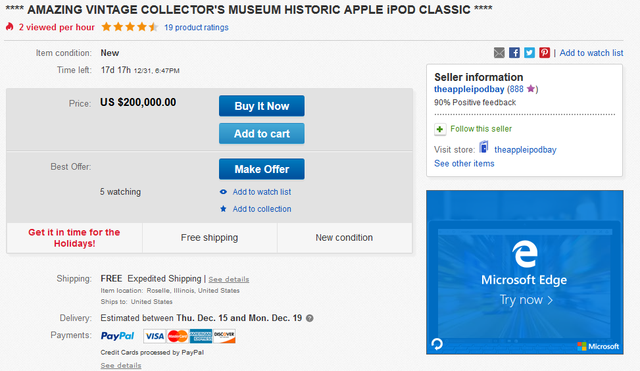 **** AMAZING VINTAGE COLLECTOR'S MUSEUM HISTORIC APPLE iPOD CLASSIC ****
2 viewed per hour 19 product ratings
Item condition: New
Time left: 17d 17h 12/31, 6:47PM
| Add to watch list
Price: US $200,000.00
Buy It Now
Add to cart
Best Offer:
Make Offer
5 watching
Add to watch list
Add to collection
Get it in time for the
Holidays!
Free shipping
New condition
Seller information
theappleipodbay (888 )
90% Positive feedback
Follow this seller
Visit store: theappleipodbay
See other items
Microsoft Edge
Try now >
Microsoft
Shipping: FREE Expedited Shipping | See details
Item location: Roselle, Illinois, United States
Ships to: United States
Delivery: Estimated between Thu. Dec. 15 and Mon. Dec. 19 ?
Payments: PayPal VISA MasterCard AMERICAN EXPRESS DISCOVER
Credit Cards processed by PayPal
See details